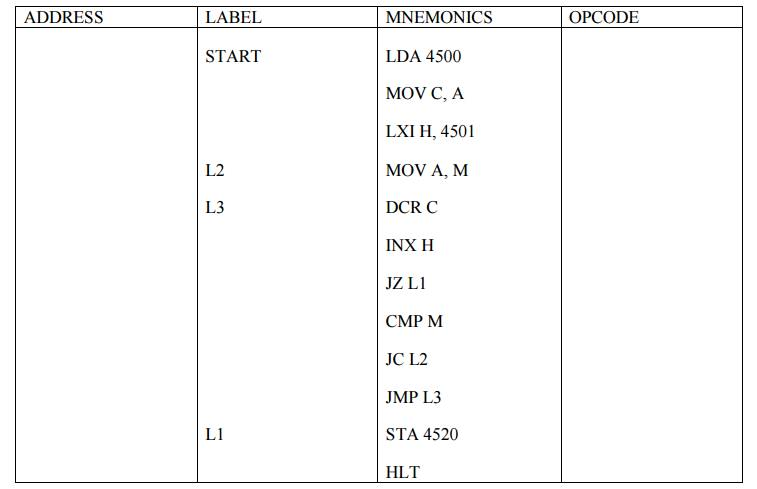 ADDRESS LABEL MNEMONICS OPCODE
START LDA 4500
MOV C, A
LXI H, 4501
L2 MOV A, M
L3 DCR C
INX H
JZ L1
CMP M
JC L2
JMP L3
L1 STA 4520
HLT